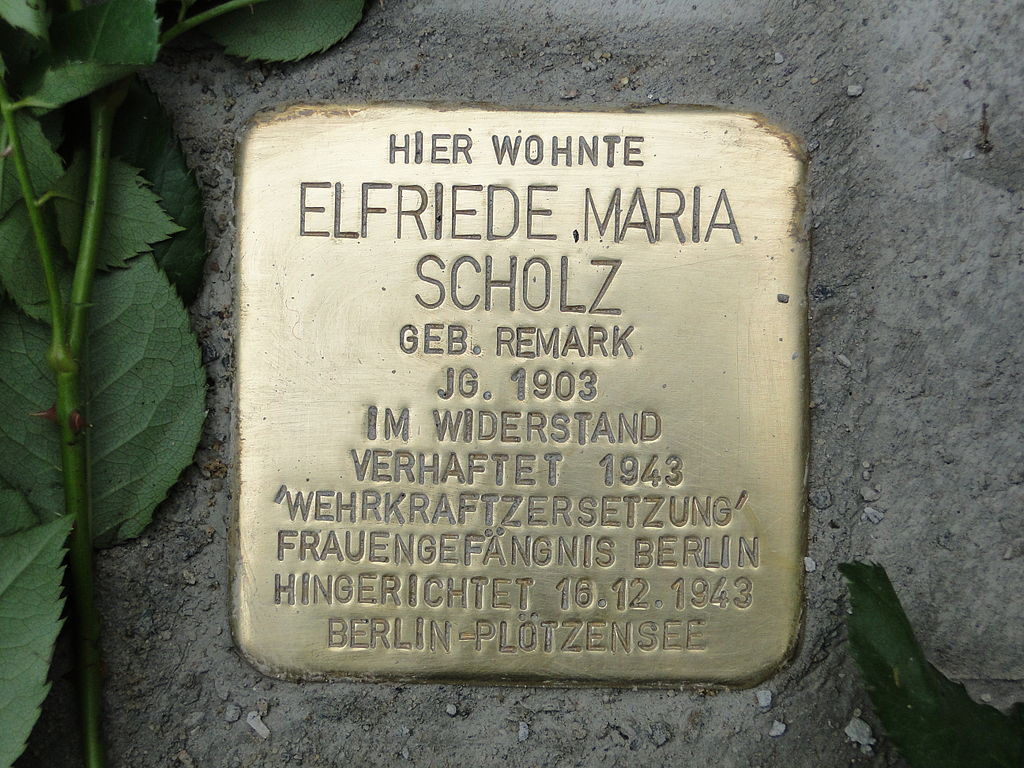 HIER WOHNTE
ELFRIEDE MARIA
SCHOLZ
GEB. REMARK
JG. 1903
IM WIDERSTAND
VERHAFTET 1943
'WEHRKRAFTZERSETZUNG'
FRAUENGEFÄNGNIS BERLIN
HINGERICHTET 16.12.1943
BERLIN-PLÖTZENSEE